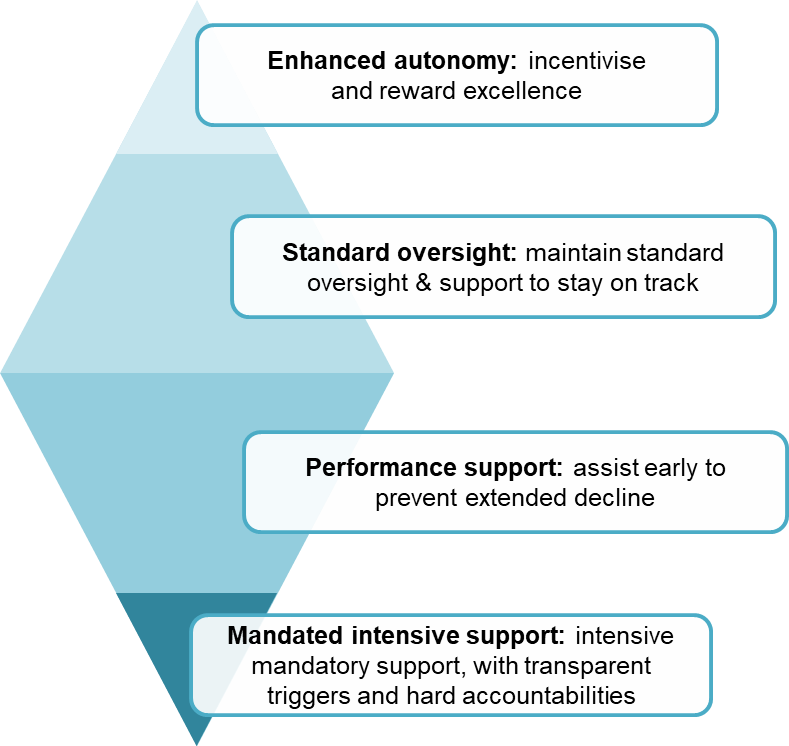 Enhanced autonomy: incentivise
and reward excellence
Standard oversight: maintain standard
oversight & support to stay on track
Performance support: assist early to
prevent extended decline
Mandated intensive support: intensive
mandatory support, with transparent
triggers and hard accountabilities